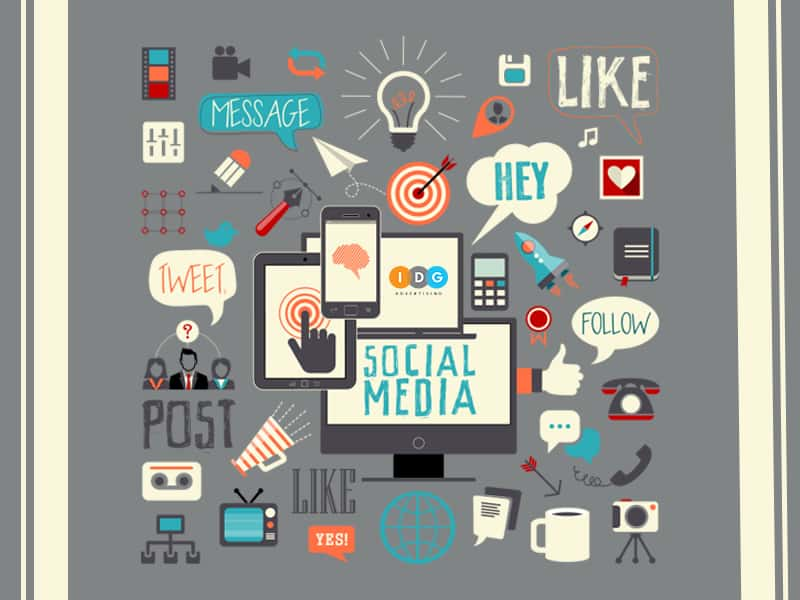 MESSAGE
LIKE
HEY
TWEET.
?
IDG
ADVERTISING
FOLLOW
SOCIAL
MEDIA
POST
LIKE
YES!